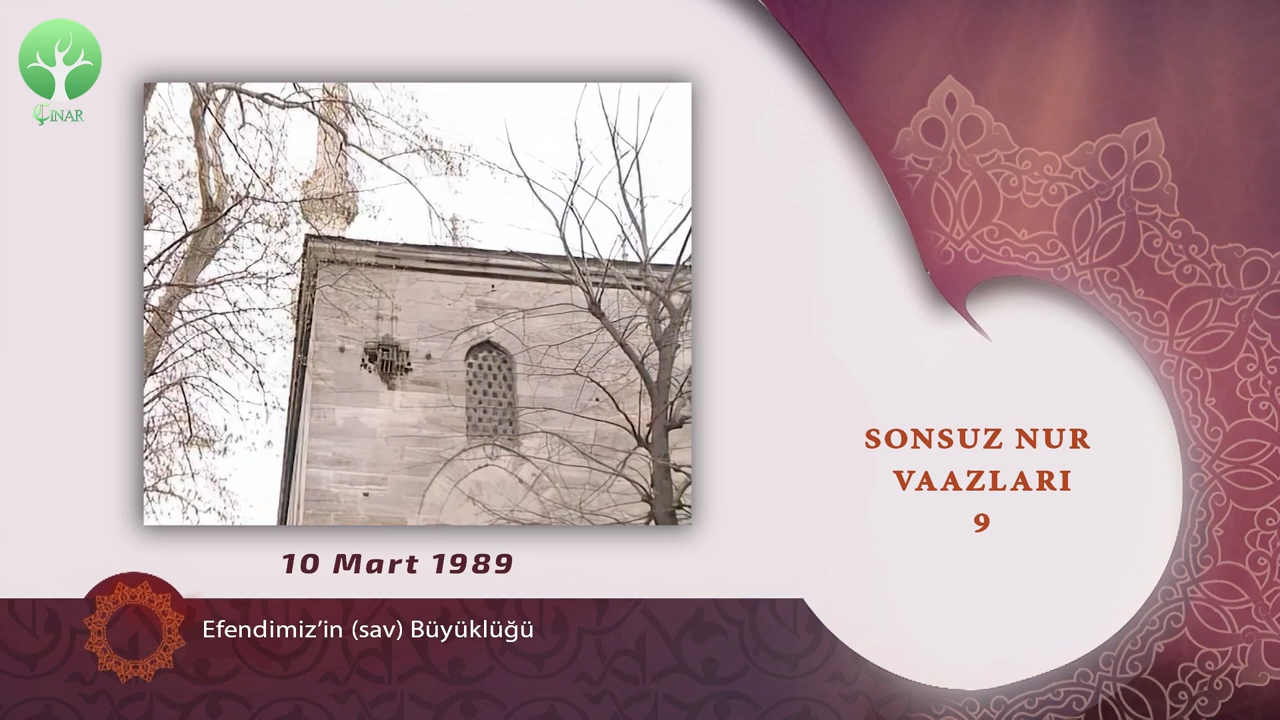 ÇINAR
10 Mart 1989
Efendimiz’in (sav) Büyüklüğü
SONSUZ NUR
VAAZLARI
9